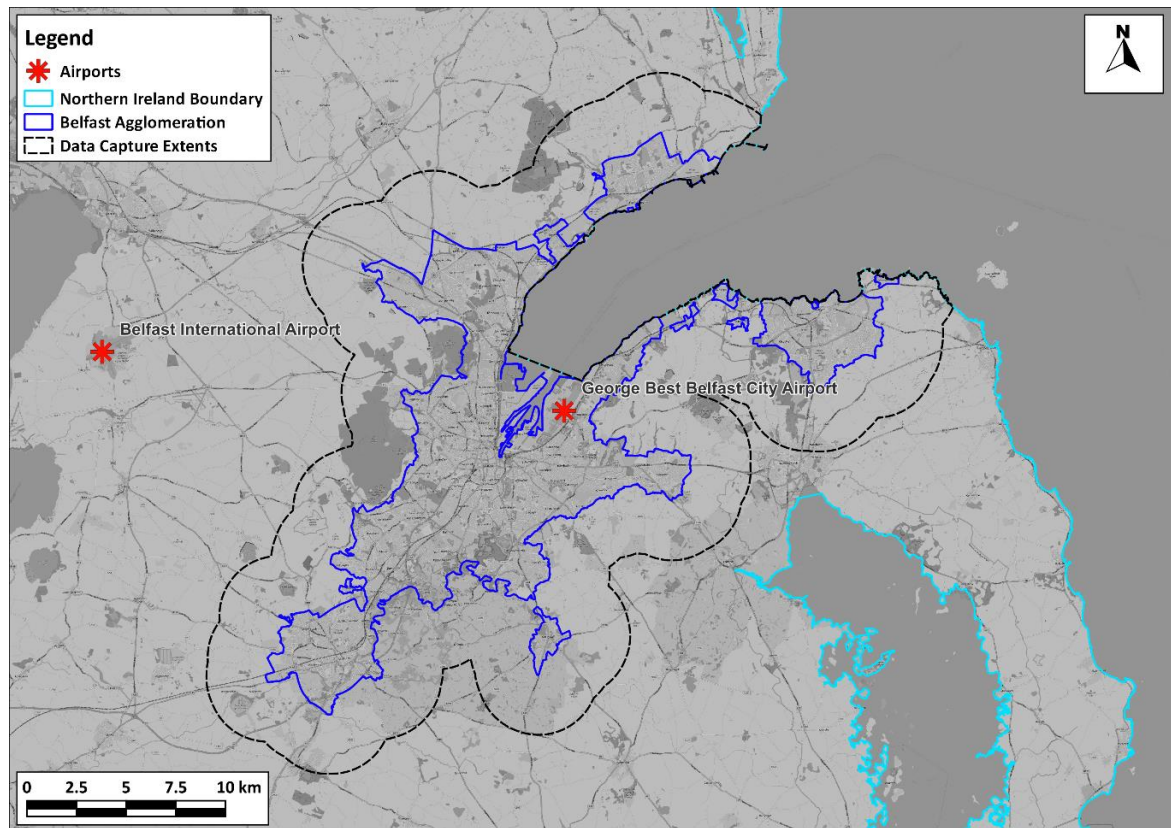 Legend
Airports
Northern Ireland Boundary
Belfast Agglomeration
Data Capture Extents
N
Belfast International Airport
George Best Belfast City Airport
0 2.5 5 7.5 10 km